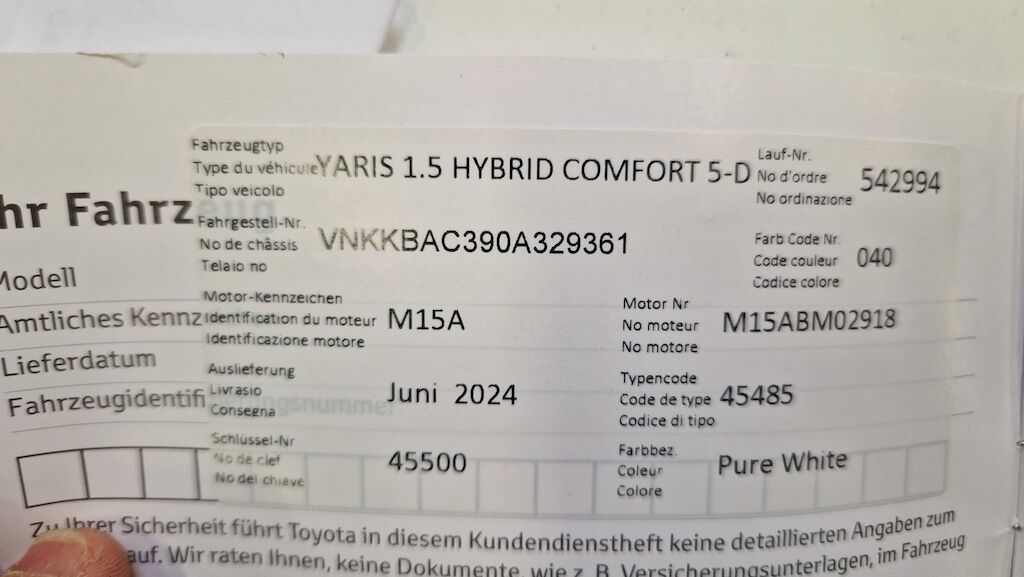 Fahrzeugtyp
Type du véhicule YARIS 1.5 HYBRID COMFORT 5-D
Tipo veicolo
Lauf-Nr.
No d'ordre 542994
No ordinazione
hr Fahrzeug
Fahrgestell-Nr.
No de châssis VNKKBAC390A329361
Telaio no
Farb Code Nr.
Code couleur 040
Codice colore
Modell
Motor-Kennzeichen
Identification du moteur M15A
Identificazione motore
Motor Nr
No moteur M15ABM02918
No motore
Amtliches Kennz
Lieferdatum
Auslieferung
Livrasio Juni 2024
Consegna
Typencode
Code de type 45485
Codice di tipo
Fahrzeugidentifizierungsnummer
Schlüssel-Nr
No de clef 45500
No del chiave
Farbbez.
Coleur Pure White
Colore
Zu Ihrer Sicherheit führt Toyota in diesem Kundendienstheft keine detaillierten Angaben zum
auf. Wir raten Ihnen, keine Dokumente, wie z. B. Versicherungsunterlagen, im Fahrzeug